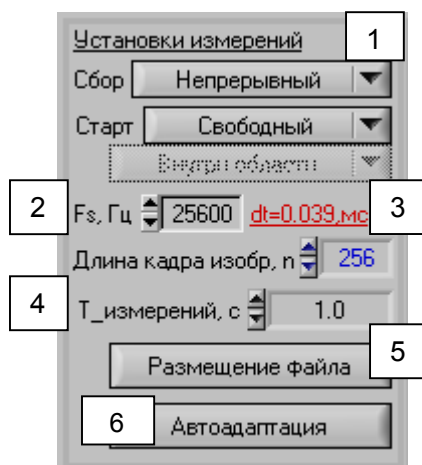 Установки измерений 1
Сбор Непрерывный
Старт Свободный
Внутри области
2 Fs, Гц 25600 dt=0.039,мс 3
Длина кадра изобр, n 256
4 Т_измерений, с 1.0
Размещение файла 5
6 Автоадаптация